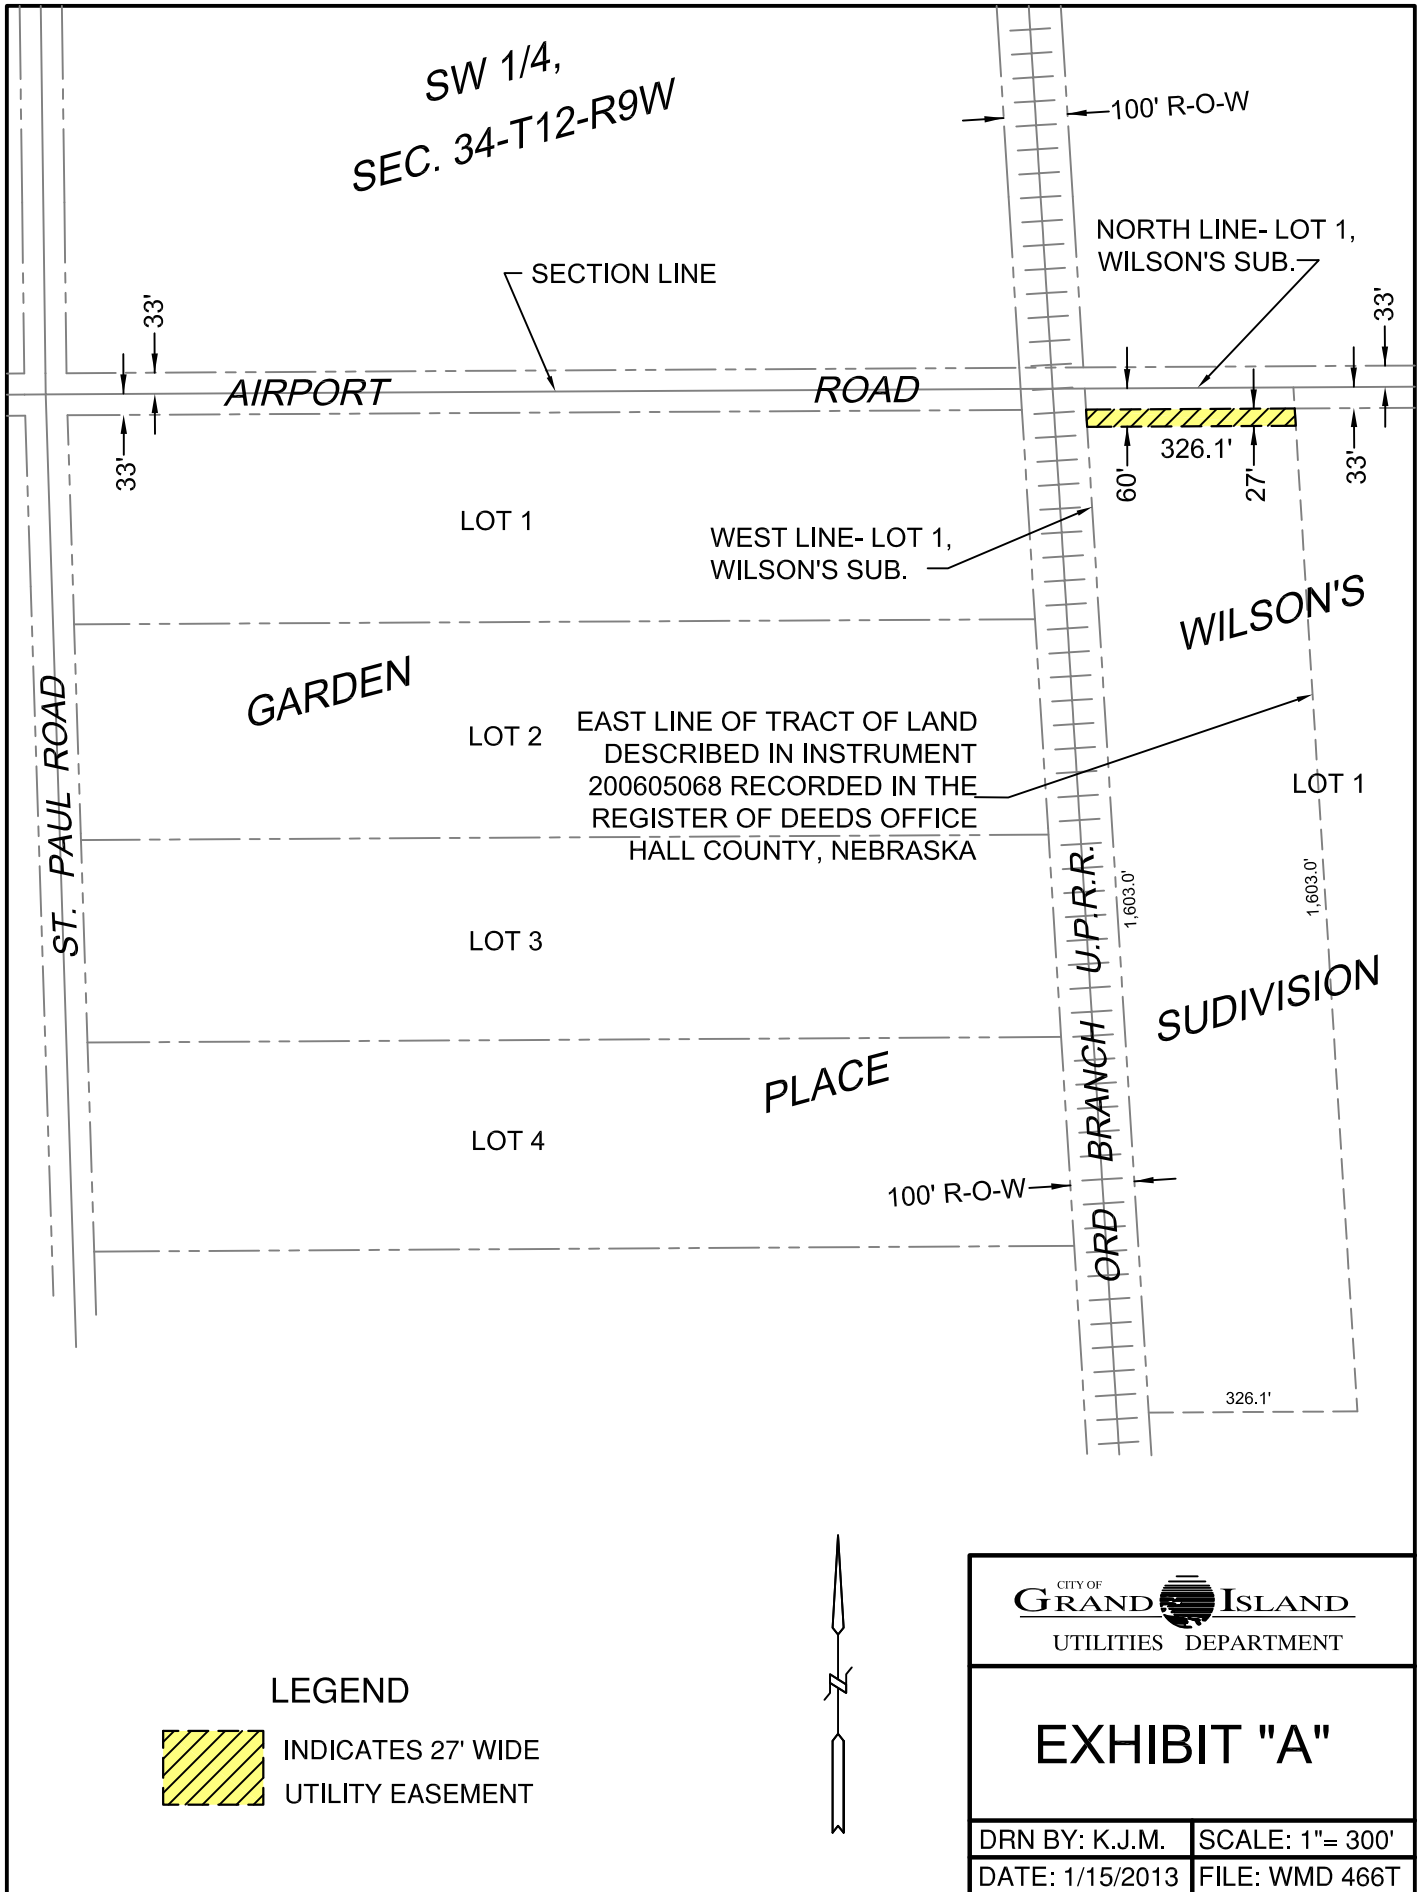 SW 1/4,
SEC. 34-T12-R9W
100' R-O-W
NORTH LINE- LOT 1,
WILSON'S SUB.
SECTION LINE
33'
33'
AIRPORT ROAD
33'
60'
326.1'
27'
33'
LOT 1
WEST LINE- LOT 1,
WILSON'S SUB.
WILSON'S
GARDEN
LOT 2
EAST LINE OF TRACT OF LAND
DESCRIBED IN INSTRUMENT
200605068 RECORDED IN THE
REGISTER OF DEEDS OFFICE
HALL COUNTY, NEBRASKA
LOT 1
ST. PAUL ROAD
1,603.0'
1,603.0'
LOT 3
SUDIVISION
PLACE
ORD BRANCH U.P.R.R.
LOT 4
100' R-O-W
326.1'
LEGEND
INDICATES 27' WIDE
UTILITY EASEMENT
CITY OF
GRAND ISLAND
UTILITIES DEPARTMENT
EXHIBIT "A"
DRN BY: K.J.M.
SCALE: 1"= 300'
DATE: 1/15/2013
FILE: WMD 466T